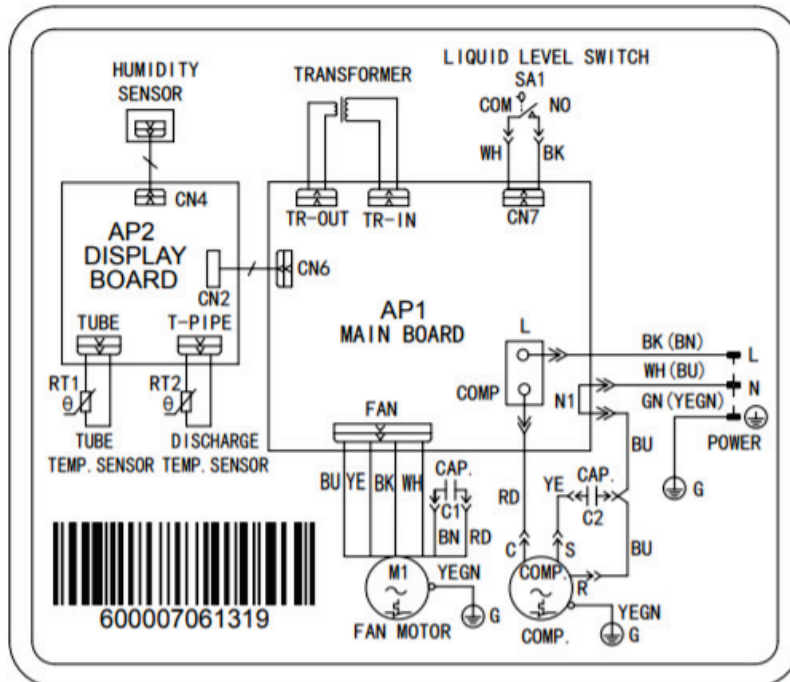 HUMIDITY
SENSOR
TRANSFORMER
LIQUID LEVEL SWITCH
SA1
COM
NO
WH
BK
CN4
TR-OUT
TR-IN
CN7
AP2
DISPLAY
BOARD
CN2
CN6
AP1
MAIN BOARD
TUBE
T-PIPE
RT1
θ
RT2
θ
TUBE
TEMP. SENSOR
DISCHARGE
TEMP. SENSOR
L
COMP
N1
BK(BN)
L
WH(BU)
N
GN(YEGN)
POWER
G
FAN
BU
YE
BK
WH
CAP.
C1
BN
RD
RD
YE
CAP.
C2
BU
BU
C
S
R
M1
YEGN
G
FAN MOTOR
COMP.
YEGN
G
COMP.
600007061319